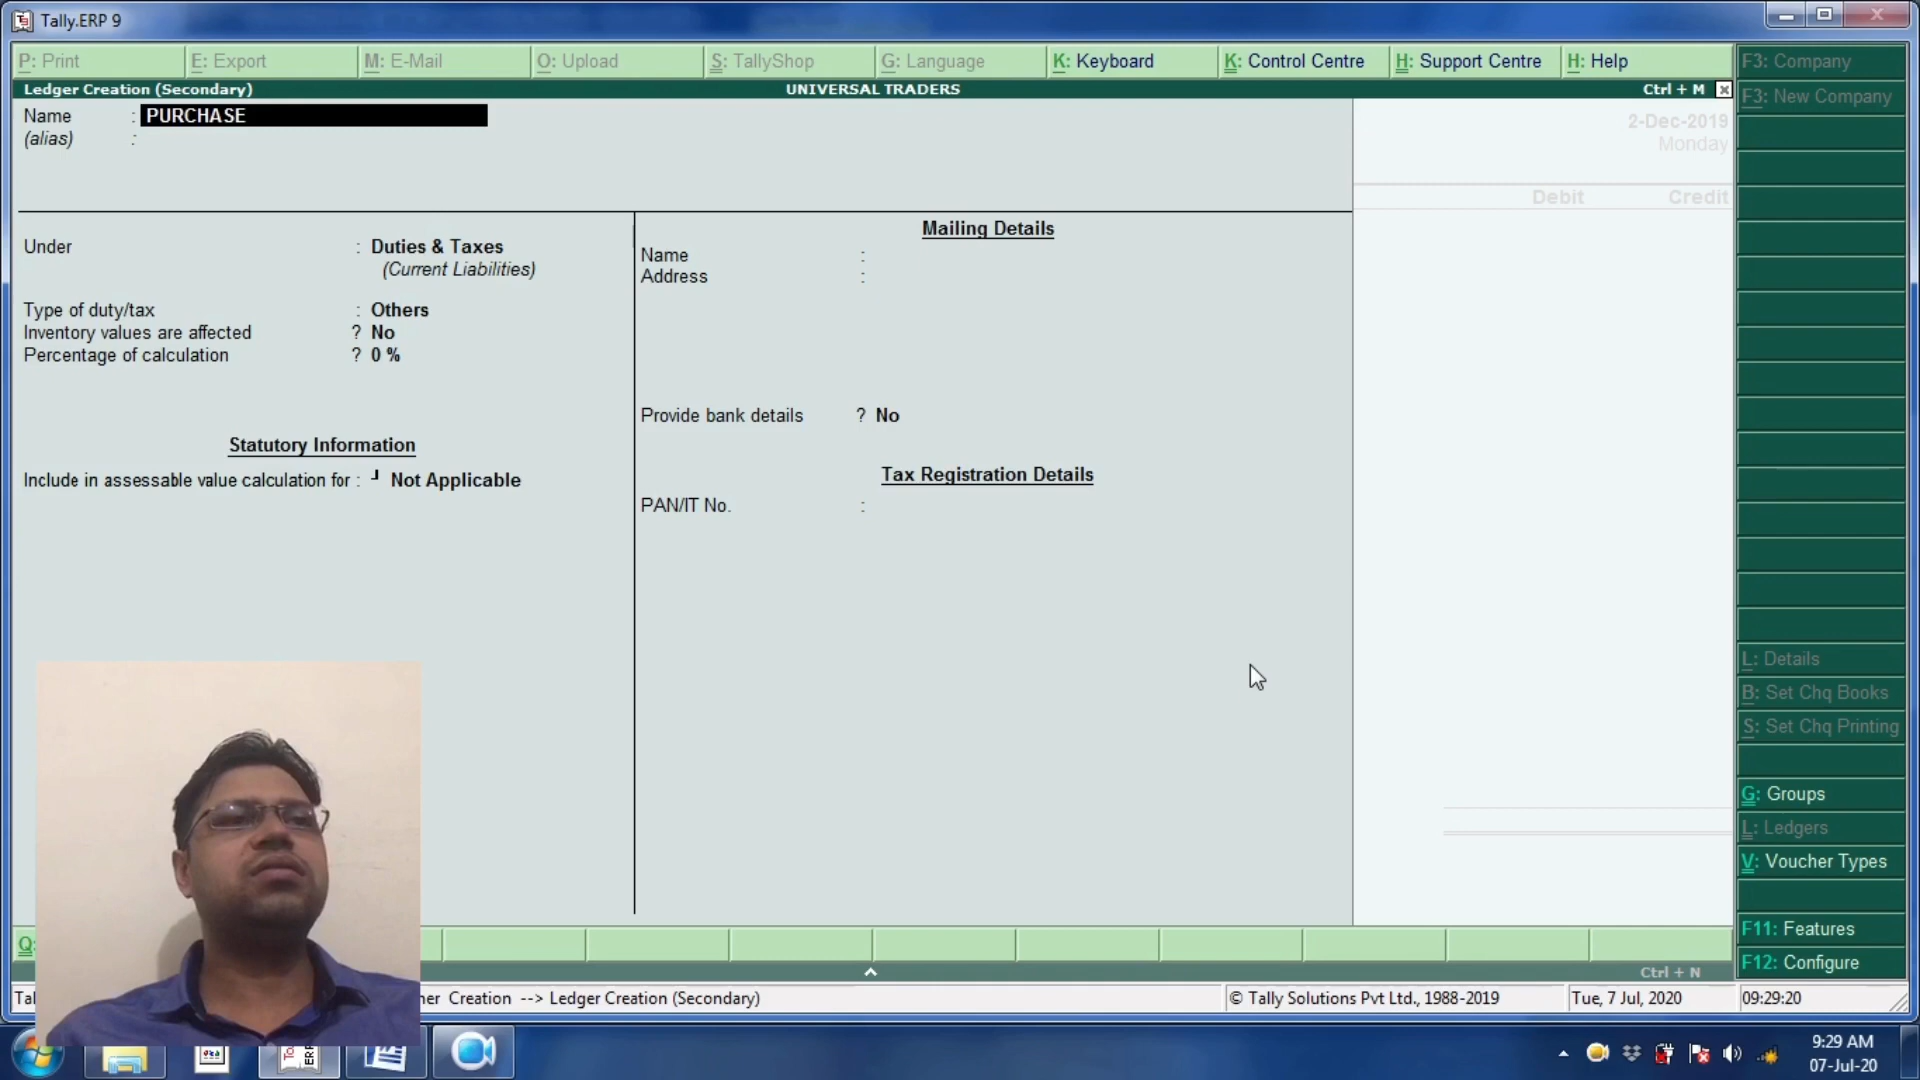 Tally.ERP 9
P: Print E: Export M: E-Mail O: Upload S: TallyShop G: Language K: Keyboard K: Control Centre H: Support Centre H: Help F3: Company
Ledger Creation (Secondary) UNIVERSAL TRADERS Ctrl + M F3: New Company
Name : PURCHASE
(alias) :
2-Dec-2019
Monday
Debit Credit
Under : Duties & Taxes
(Current Liabilities)
Type of duty/tax : Others
Inventory values are affected ? No
Percentage of calculation ? 0 %
Statutory Information
Include in assessable value calculation for : ┘ Not Applicable
Mailing Details
Name :
Address :
Provide bank details ? No
Tax Registration Details
PAN/IT No. :
L: Details
B: Set Chq Books
S: Set Chq Printing
G: Groups
L: Ledgers
V: Voucher Types
F11: Features
F12: Configure
Q:
Ctrl + N
Creation --> Ledger Creation (Secondary) © Tally Solutions Pvt Ltd., 1988-2019 Tue, 7 Jul, 2020 09:29:20
9:29 AM
07-Jul-20